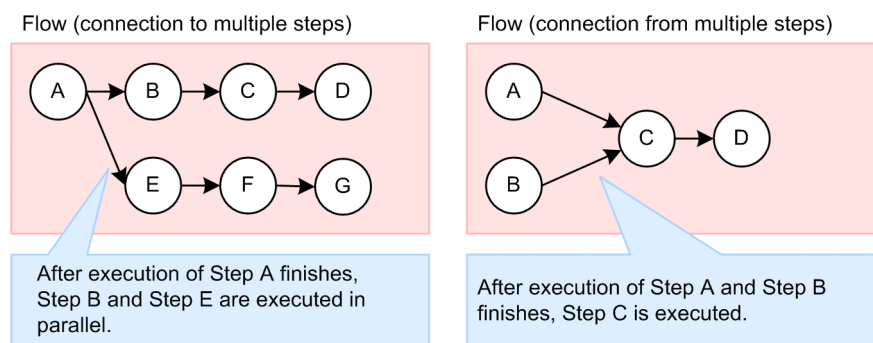 Flow (connection to multiple steps)
A
B
C
D
E
F
G
After execution of Step A finishes,
Step B and Step E are executed in
parallel.
Flow (connection from multiple steps)
A
B
C
D
After execution of Step A and Step B
finishes, Step C is executed.